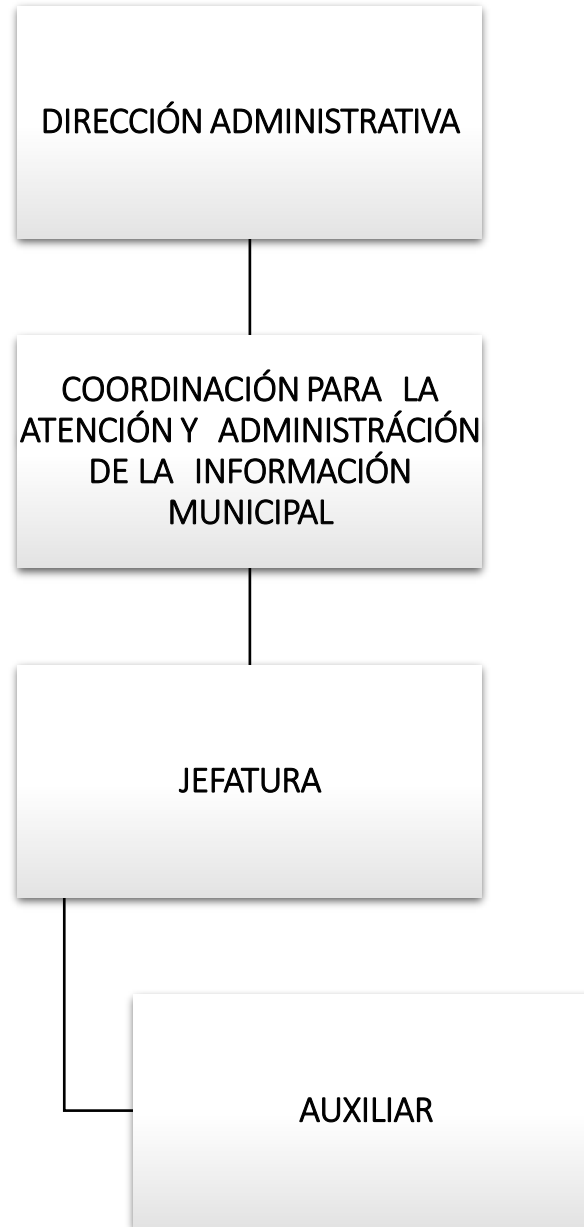 DIRECCIÓN ADMINISTRATIVA
COORDINACIÓN PARA LA
ATENCIÓN Y ADMINISTRÁCIÓN
DE LA INFORMACIÓN
MUNICIPAL
JEFATURA
AUXILIAR